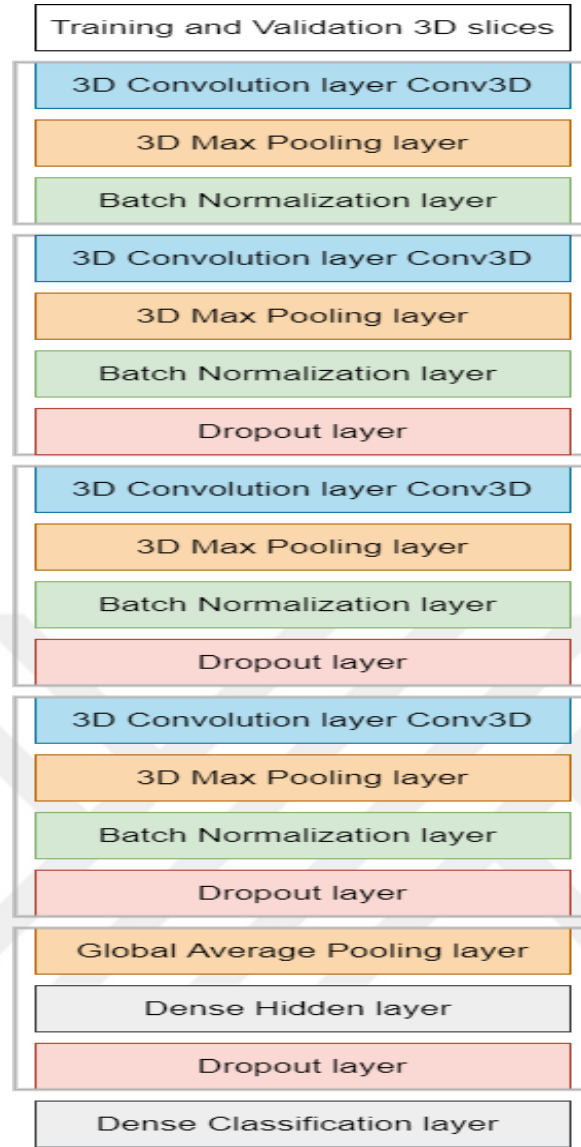 Training and Validation 3D slices
3D Convolution layer Conv3D
3D Max Pooling layer
Batch Normalization layer
3D Convolution layer Conv3D
3D Max Pooling layer
Batch Normalization layer
Dropout layer
3D Convolution layer Conv3D
3D Max Pooling layer
Batch Normalization layer
Dropout layer
3D Convolution layer Conv3D
3D Max Pooling layer
Batch Normalization layer
Dropout layer
Global Average Pooling layer
Dense Hidden layer
Dropout layer
Dense Classification layer